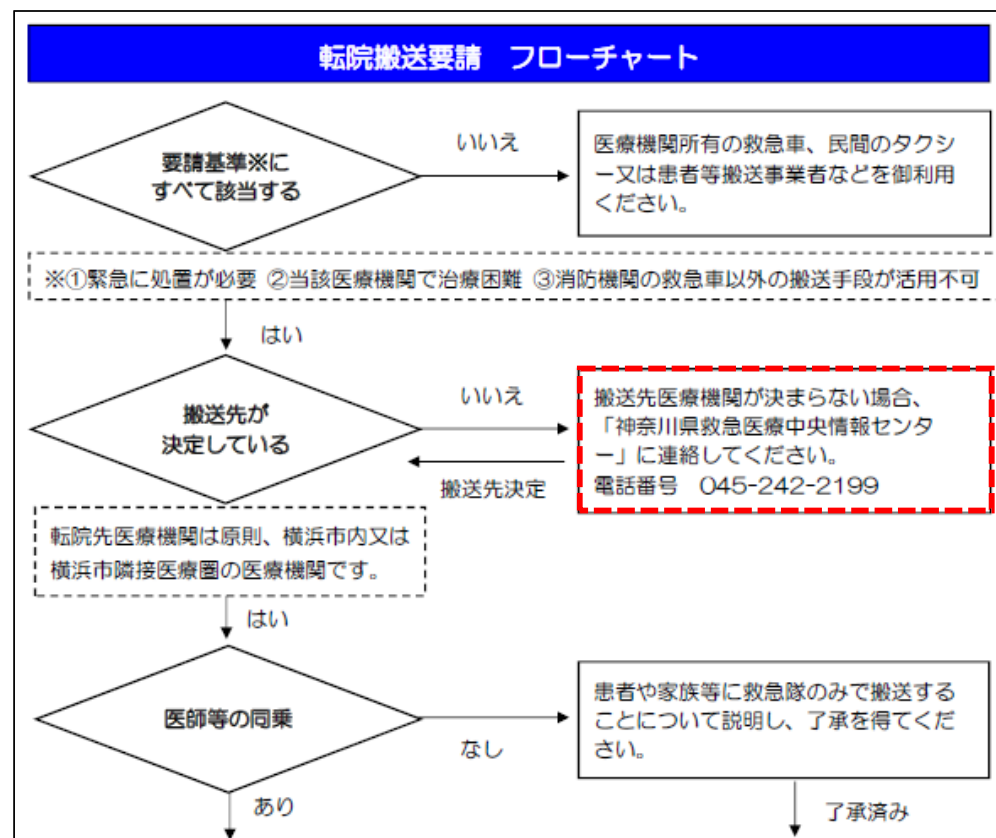 転院搬送要請　フローチャート
要請基準※に
すべて該当する
いいえ
医療機関所有の救急車、民間のタクシ
ー又は患者等搬送事業者などを御利用
ください。
※①緊急に処置が必要 ②当該医療機関で治療困難 ③消防機関の救急車以外の搬送手段が活用不可
はい
搬送先が
決定している
いいえ
搬送先決定
搬送先医療機関が決まらない場合、
「神奈川県救急医療中央情報センタ
ー」に連絡してください。
電話番号　045-242-2199
転院先医療機関は原則、横浜市内又は
横浜市隣接医療圏の医療機関です。
はい
医師等の同乗
なし
患者や家族等に救急隊のみで搬送する
ことについて説明し、了承を得てくだ
さい。
あり
了承済み